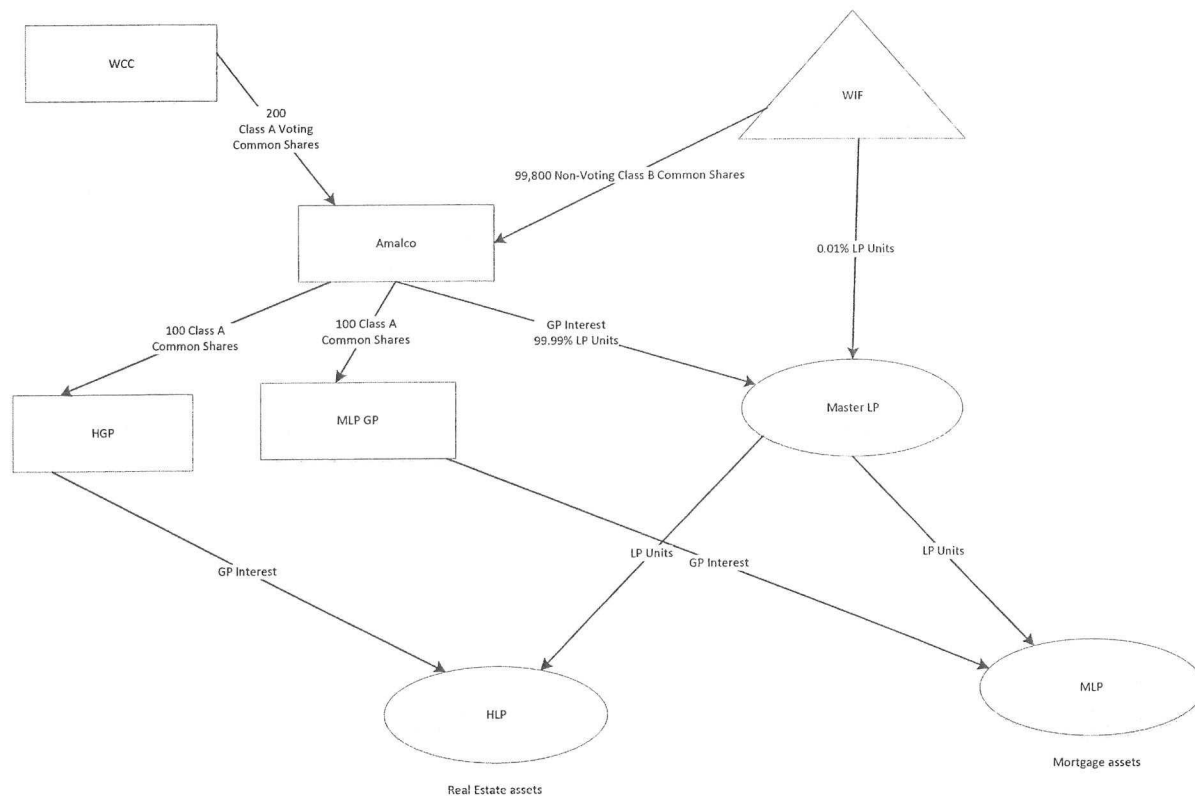 WCC
WIF
200
Class A Voting
Common Shares
99,800 Non-Voting Class B Common Shares
Amalco
0.01% LP Units
100 Class A
Common Shares
100 Class A
Common Shares
GP Interest
99.99% LP Units
HGP
MLP GP
Master LP
LP Units
GP Interest
LP Units
GP Interest
HLP
MLP
Real Estate assets
Mortgage assets